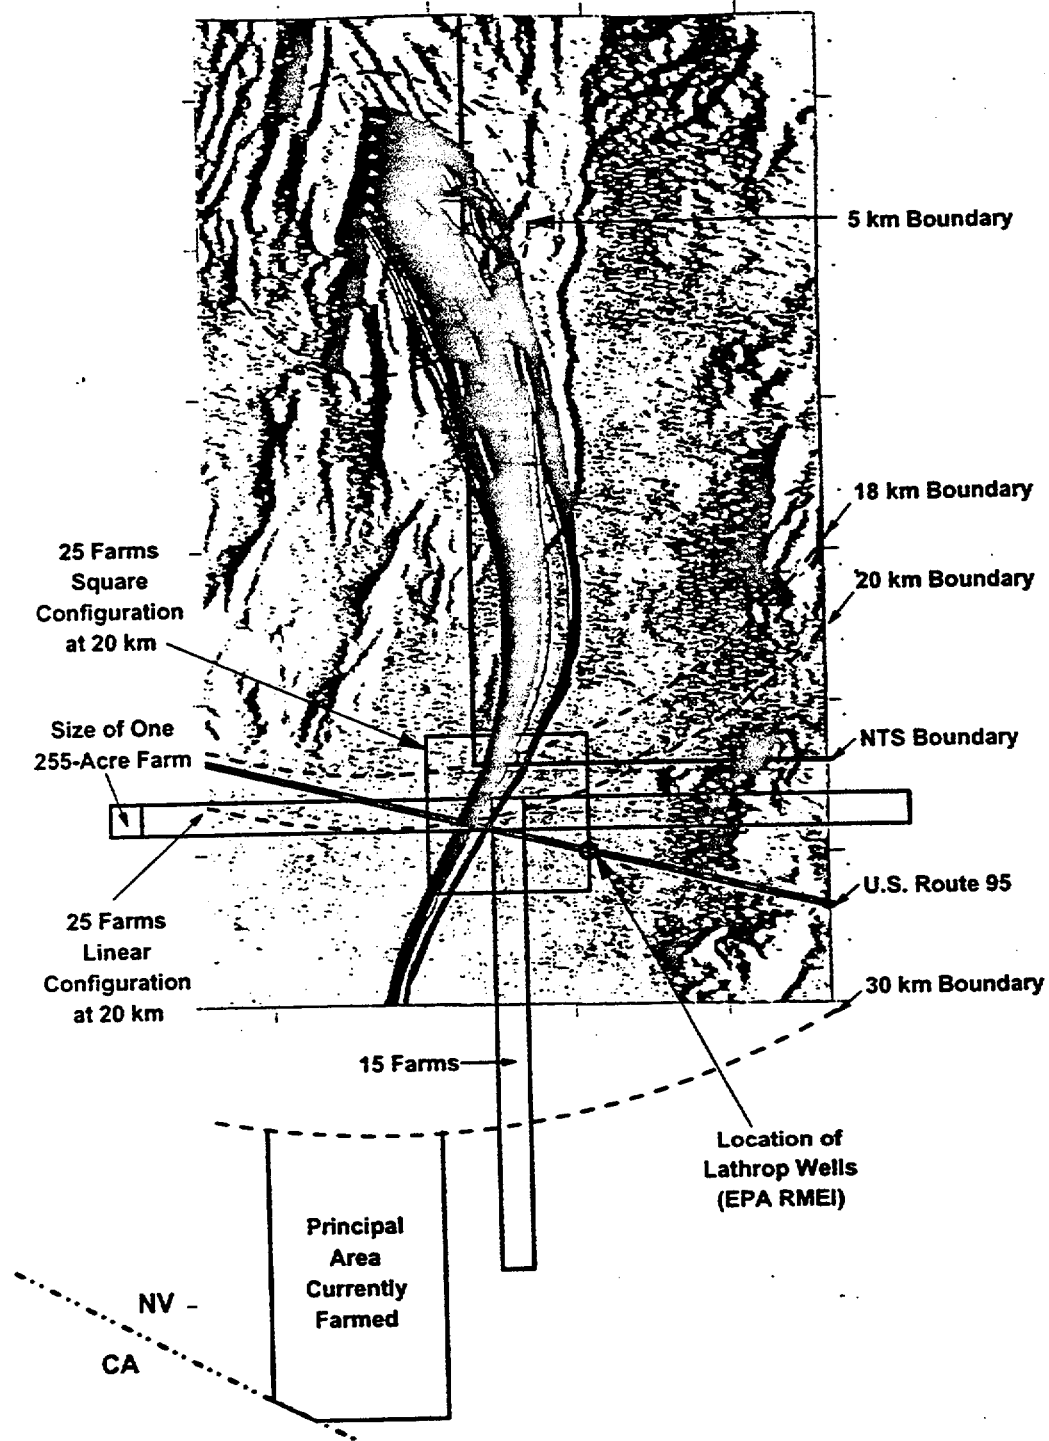 5 km Boundary
18 km Boundary
20 km Boundary
25 Farms
Square
Configuration
at 20 km
Size of One
255-Acre Farm
NTS Boundary
U.S. Route 95
25 Farms
Linear
Configuration
at 20 km
30 km Boundary
15 Farms
Location of
Lathrop Wells
(EPA RMEI)
Principal
Area
Currently
Farmed
NV
CA